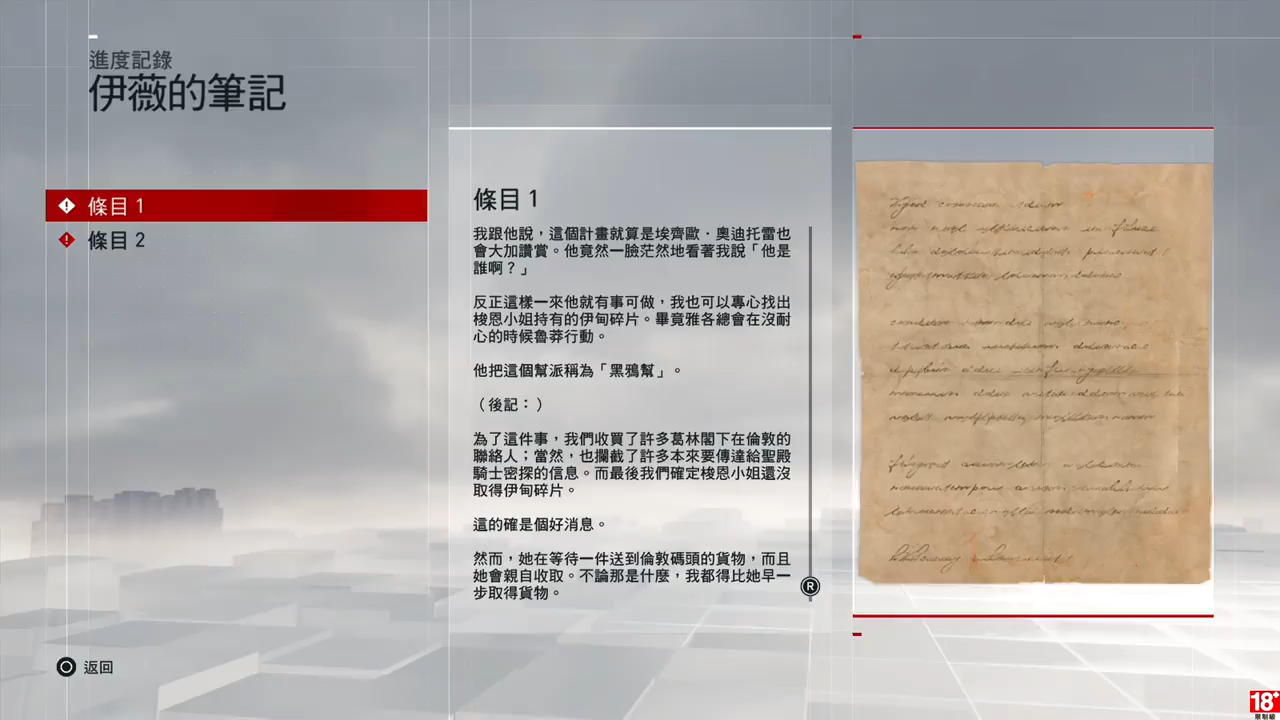 進度記錄
伊薇的筆記
條目 1
條目 2
條目 1
我跟他說，這個計畫就算是埃齊歐．奧迪托雷也
會大加讚賞。他竟然一臉茫然地看著我說「他是
誰啊？」
反正這樣一來他就有事可做，我也可以專心找出
梭恩小姐持有的伊甸碎片。畢竟雅各總會在沒耐
心的時候魯莽行動。
他把這個幫派稱為「黑鴉幫」。
（後記：）
為了這件事，我們收買了許多葛林閣下在倫敦的
聯絡人；當然，也攔截了許多本來要傳達給聖殿
騎士密探的信息。而最後我們確定梭恩小姐還沒
取得伊甸碎片。
這的確是個好消息。
然而，她在等待一件送到倫敦碼頭的貨物，而且
她會親自收取。不論那是什麼，我都得比她早一
步取得貨物。
R
返回
18+
限制級